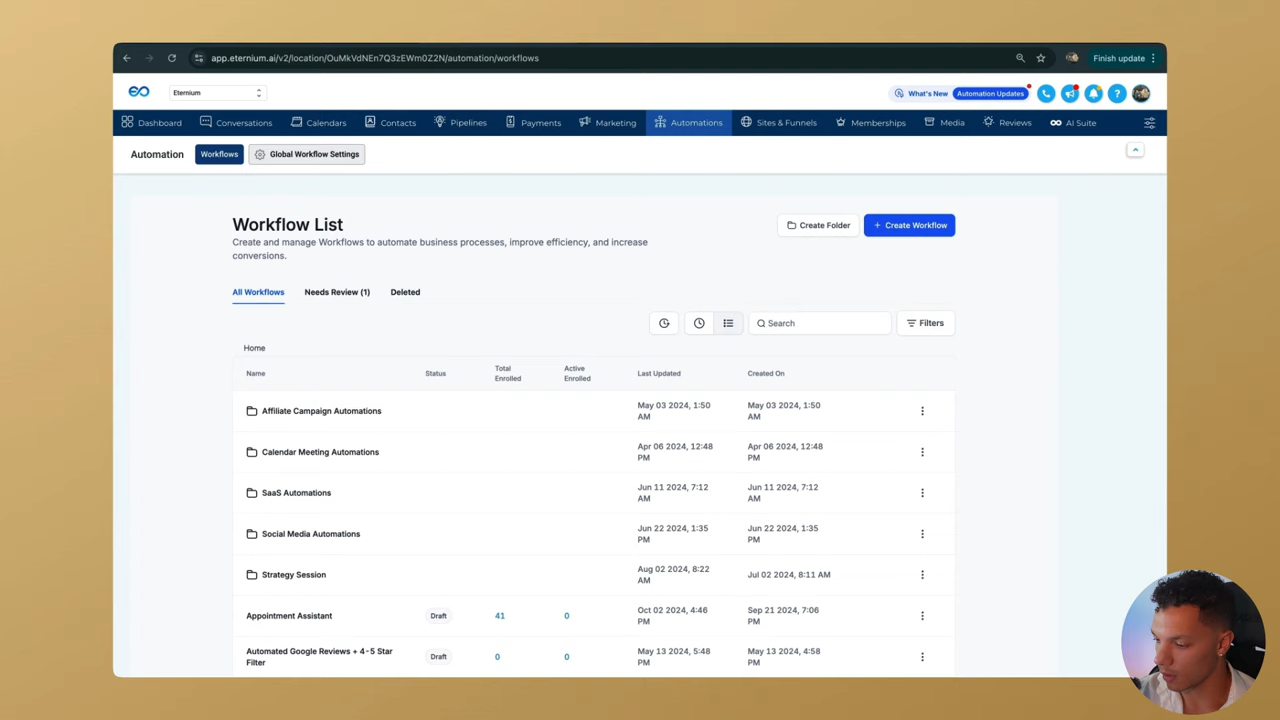 app.eternium.ai/v2/location/OuMkVdNEn7Q3zEWm0Z2N/automation/workflows
Finish update
Eternium
What's New
Automation Updates
Dashboard
Conversations
Calendars
Contacts
Pipelines
Payments
Marketing
Automations
Sites & Funnels
Memberships
Media
Reviews
AI Suite
Automation
Workflows
Global Workflow Settings
Workflow List
Create Folder
+ Create Workflow
Create and manage Workflows to automate business processes, improve efficiency, and increase
conversions.
All Workflows
Needs Review (1)
Deleted
Search
Filters
Home
Name
Status
Total
Enrolled
Active
Enrolled
Last Updated
Created On
Affiliate Campaign Automations
May 03 2024, 1:50
AM
May 03 2024, 1:50
AM
Calendar Meeting Automations
Apr 06 2024, 12:48
PM
Apr 06 2024, 12:48
PM
SaaS Automations
Jun 11 2024, 7:12
AM
Jun 11 2024, 7:12
AM
Social Media Automations
Jun 22 2024, 1:35
PM
Jun 22 2024, 1:35
PM
Strategy Session
Aug 02 2024, 8:22
AM
Jul 02 2024, 8:11 AM
Appointment Assistant
Draft
41
0
Oct 02 2024, 4:46
PM
Sep 21 2024, 7:06
PM
Automated Google Reviews + 4-5 Star
Filter
Draft
0
0
May 13 2024, 5:48
PM
May 13 2024, 4:58
PM